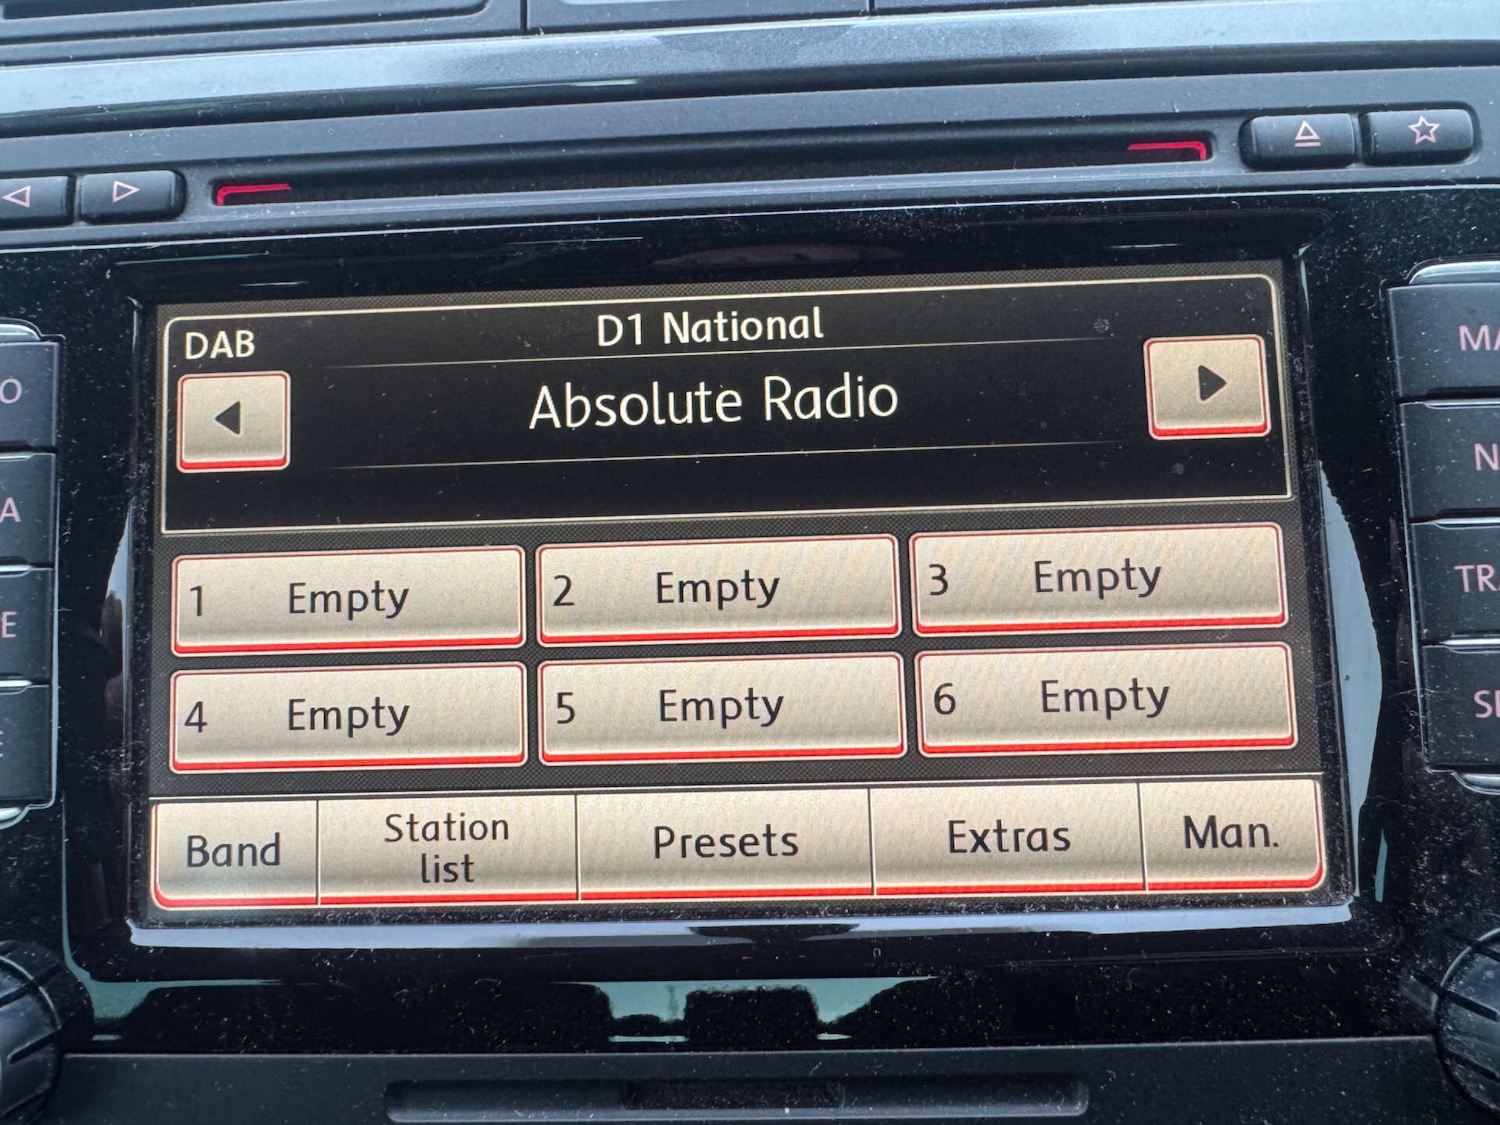 D1 National
DAB
Absolute Radio
1 Empty
2 Empty
3 Empty
4 Empty
5 Empty
6 Empty
Band
Station
list
Presets
Extras
Man.